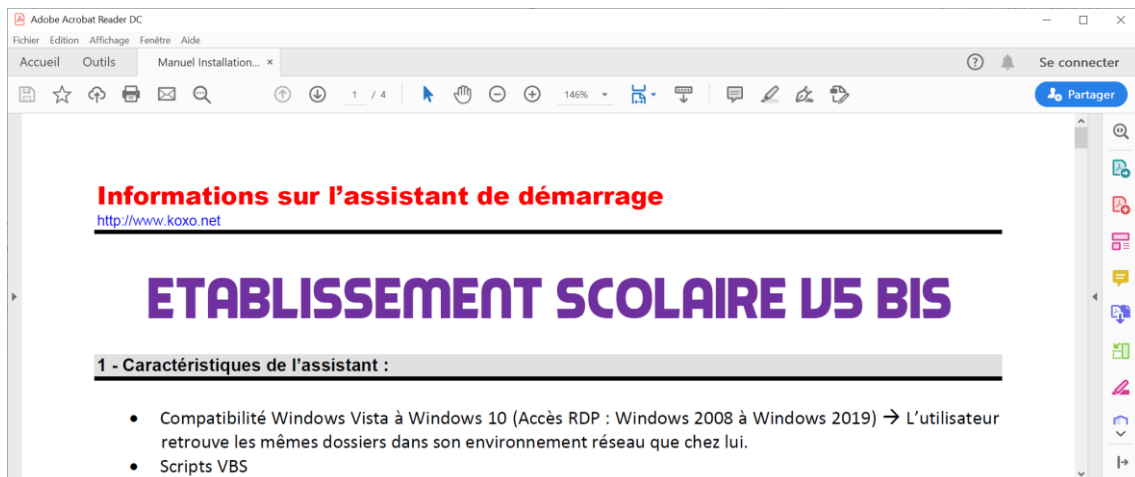 Adobe Acrobat Reader DC
Fichier Edition Affichage Fenêtre Aide
Accueil Outils Manuel Installation... × Se connecter
1 / 4 146% Partager
Informations sur l’assistant de démarrage
http://www.koxo.net
ETABLISSEMENT SCOLAIRE V5 BIS
1 - Caractéristiques de l’assistant :
• Compatibilité Windows Vista à Windows 10 (Accès RDP : Windows 2008 à Windows 2019) → L’utilisateur
retrouve les mêmes dossiers dans son environnement réseau que chez lui.
• Scripts VBS